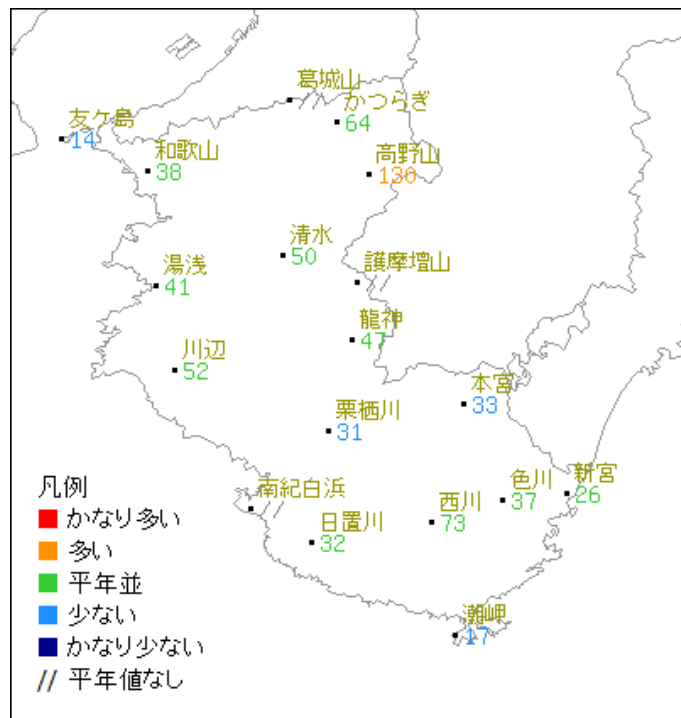 葛城山
//
かつらぎ
64
友ケ島
14
和歌山
38
高野山
130
清水
50
護摩壇山
//
湯浅
41
龍神
47
川辺
52
本宮
33
栗栖川
31
南紀白浜
//
日置川
32
西川
73
色川
37
新宮
26
潮岬
17
凡例
かなり多い
多い
平年並
少ない
かなり少ない
// 平年値なし